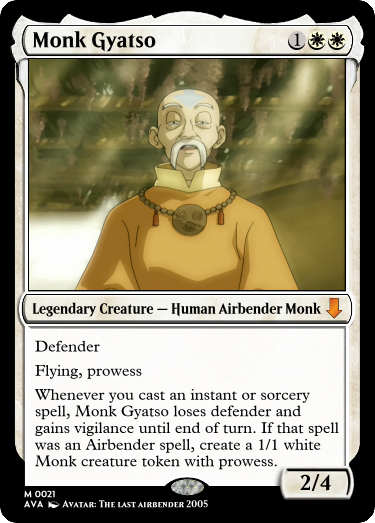 Monk Gyatso 1
Legendary Creature — Human Airbender Monk
Defender
Flying, prowess
Whenever you cast an instant or sorcery
spell, Monk Gyatso loses defender and
gains vigilance until end of turn. If that spell
was an Airbender spell, create a 1/1 white
Monk creature token with prowess.
2/4
M 0021
AVA Avatar: The last airbender 2005